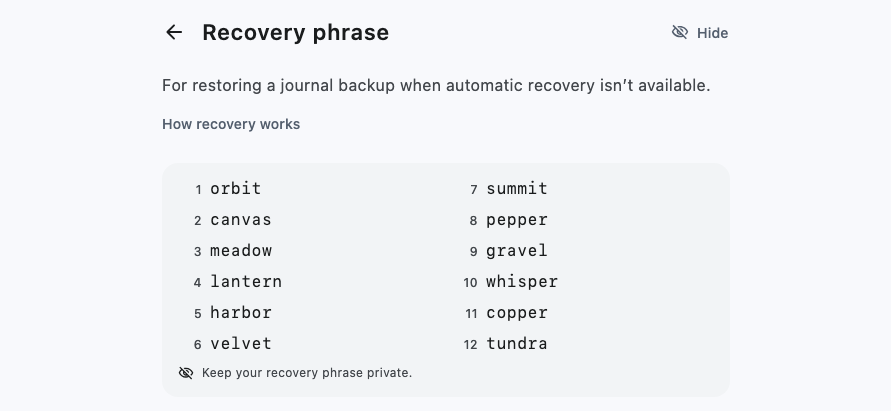 Recovery phrase
Hide
For restoring a journal backup when automatic recovery isn’t available.
How recovery works
1 orbit
2 canvas
3 meadow
4 lantern
5 harbor
6 velvet
7 summit
8 pepper
9 gravel
10 whisper
11 copper
12 tundra
Keep your recovery phrase private.